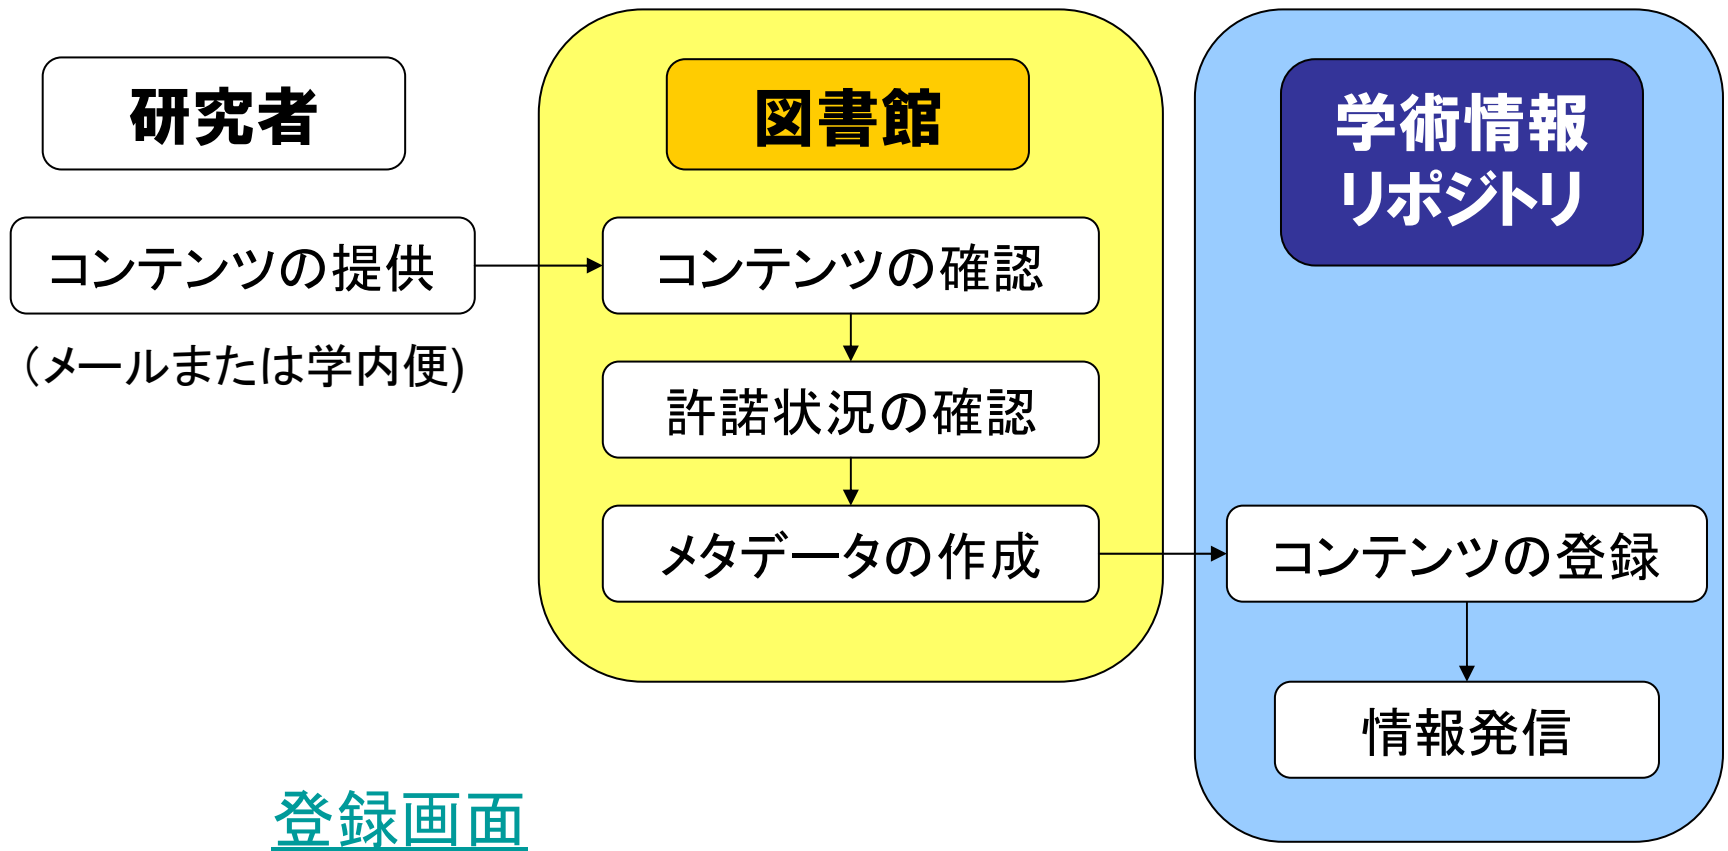 研究者
図書館
学術情報
リポジトリ
コンテンツの提供
(メールまたは学内便)
コンテンツの確認
許諾状況の確認
メタデータの作成
コンテンツの登録
情報発信
登録画面